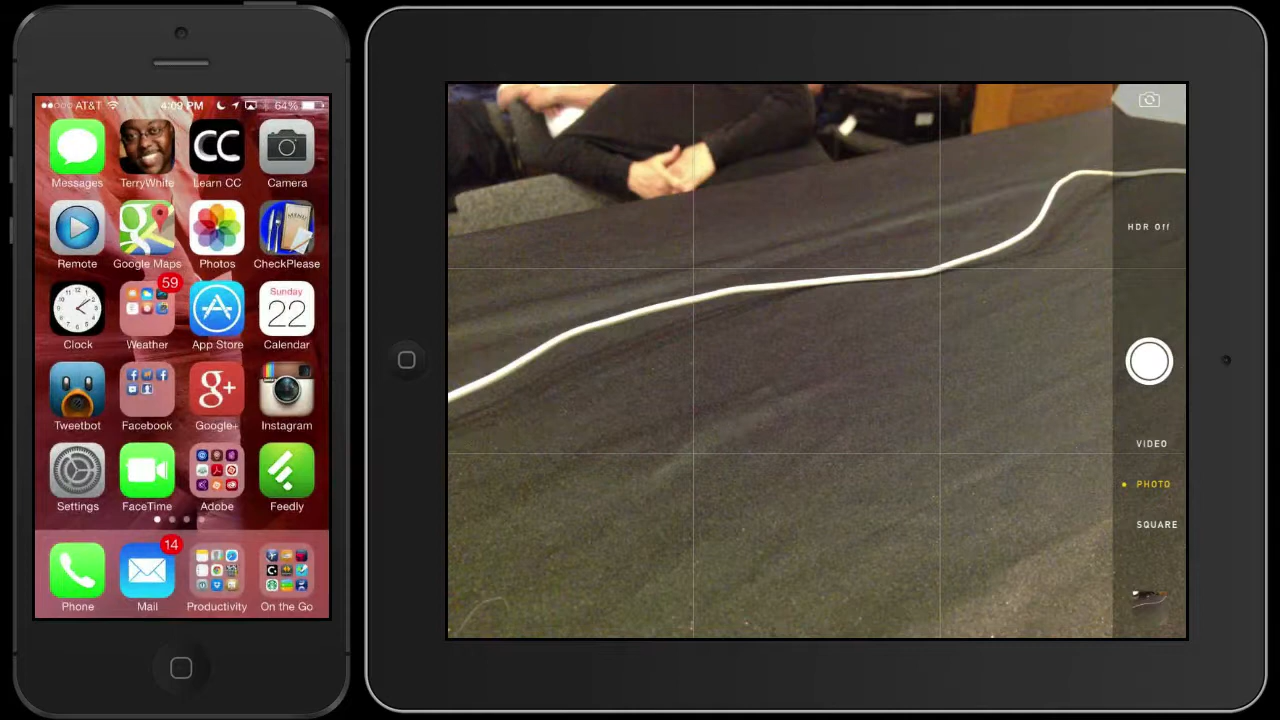 AT&T 4:09 PM 64%
Messages TerryWhite Learn CC Camera
Remote Google Maps Photos CheckPlease
59
Sunday
22
Clock Weather App Store Calendar
g+
Tweetbot Facebook Google+ Instagram
Settings FaceTime Adobe Feedly
14
Phone Mail Productivity On the Go
HDR Off
VIDEO
PHOTO
SQUARE